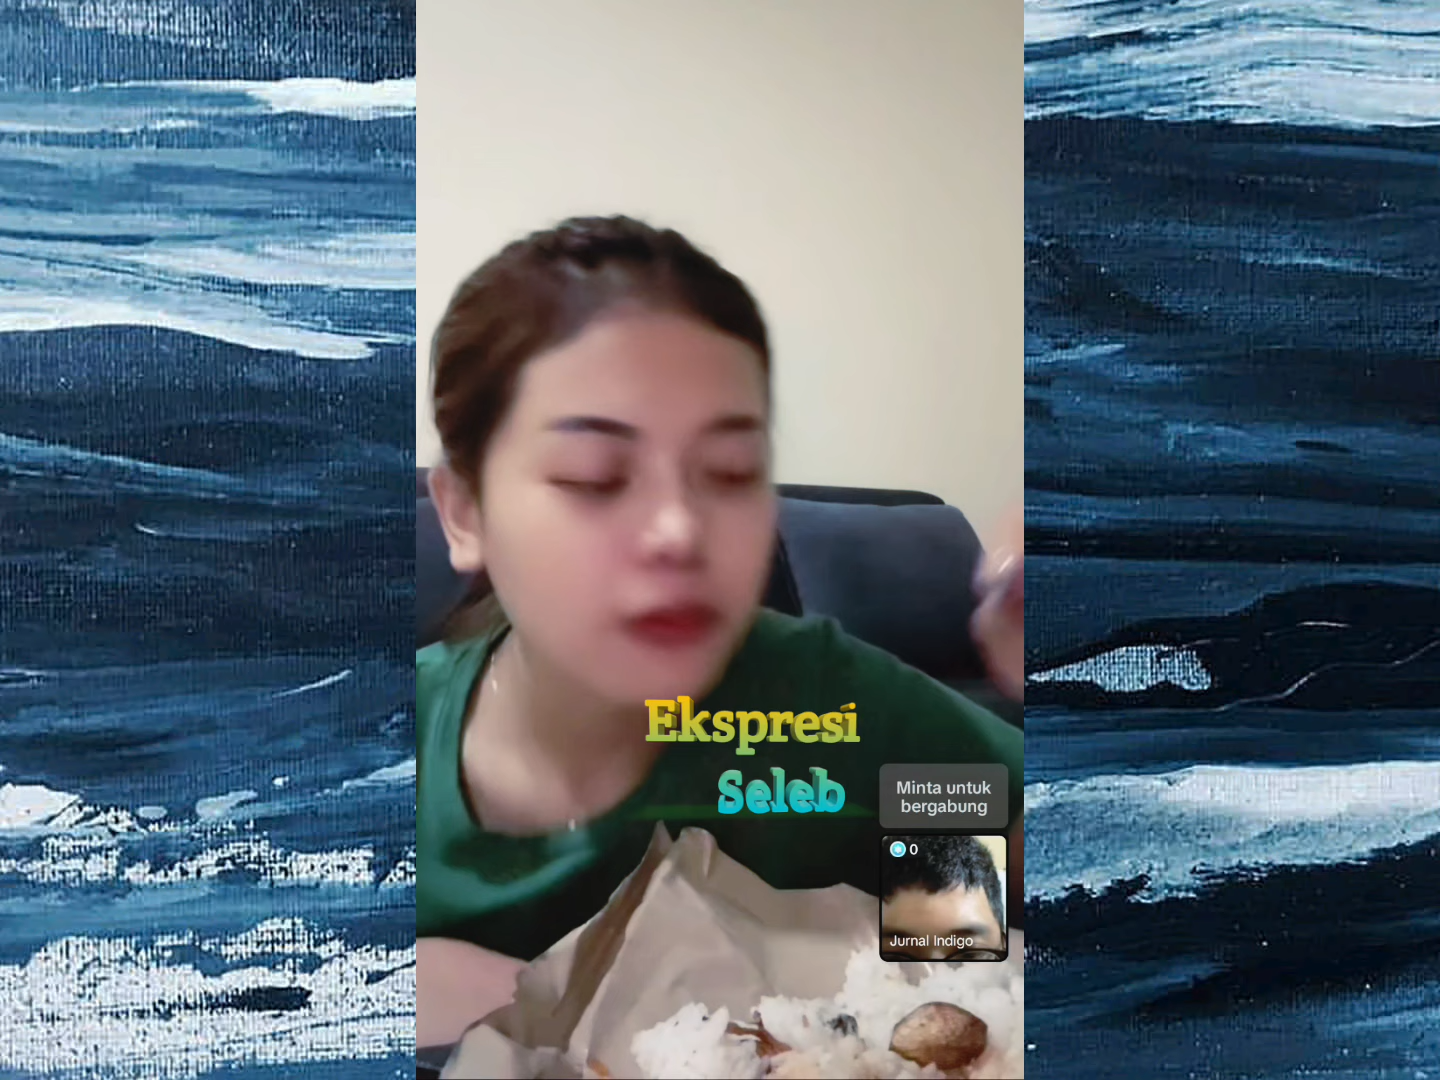 Ekspresi
Seleb
Minta untuk
bergabung
0
Jurnal Indigo